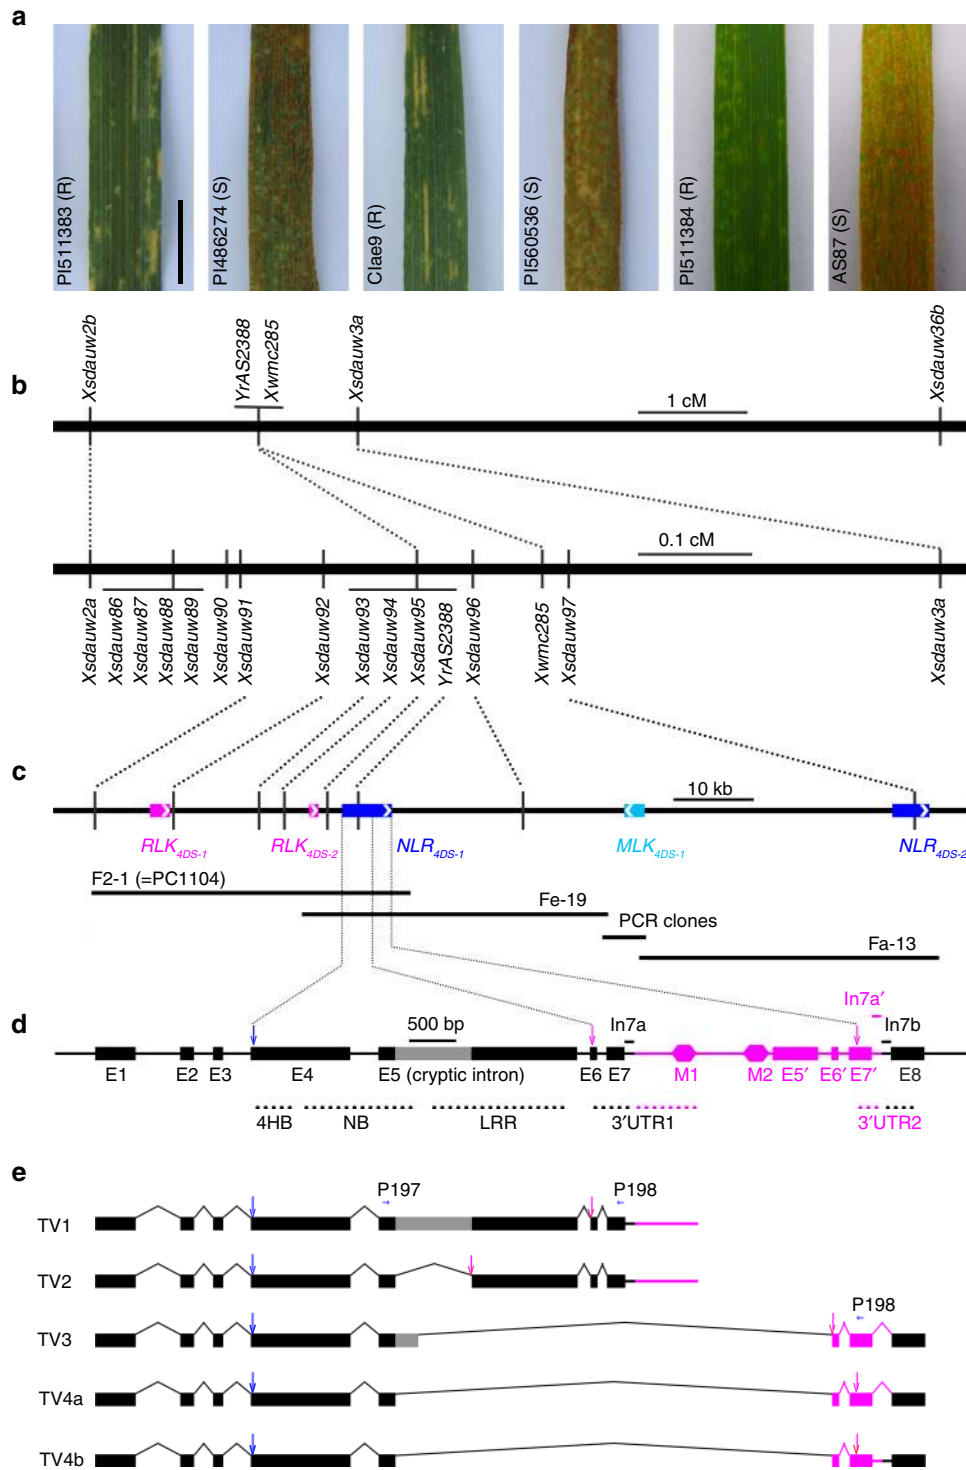 a
PI511383 (R)
PI486274 (S)
Clae9 (R)
PI560536 (S)
PI511384 (R)
AS87 (S)
b
Xsdauw2b
YrAS2388
Xwmc285
Xsdauw3a
Xsdauw36b
1 cM
0.1 cM
Xsdauw2a
Xsdauw86
Xsdauw87
Xsdauw88
Xsdauw89
Xsdauw90
Xsdauw91
Xsdauw92
Xsdauw93
Xsdauw94
Xsdauw95
YrAS2388
Xsdauw96
Xwmc285
Xsdauw97
Xsdauw3a
c
10 kb
RLK4DS-1
RLK4DS-2
NLR4DS-1
MLK4DS-1
NLR4DS-2
F2-1 (=PC1104)
Fe-19
PCR clones
Fa-13
d
500 bp
In7a
In7a′
In7b
E1
E2
E3
E4
E5 (cryptic intron)
E6
E7
M1
M2
E5′
E6′
E7′
E8
4HB
NB
LRR
3′UTR1
3′UTR2
e
P197
P198
TV1
TV2
P198
TV3
TV4a
TV4b